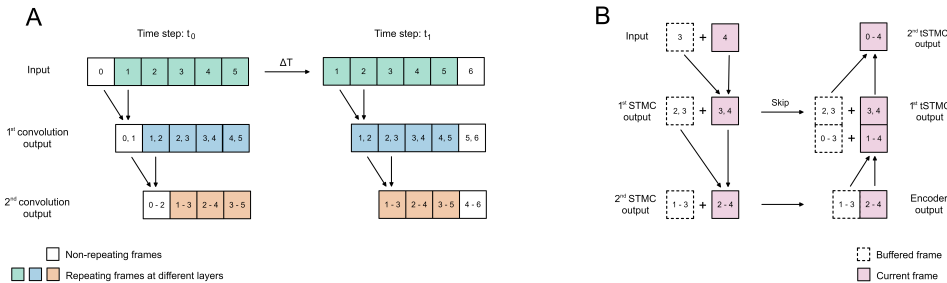 A
Time step: t0
Time step: t1
Input
0 1 2 3 4 5
ΔT
1 2 3 4 5 6
1st convolution
output
0, 1 1, 2 2, 3 3, 4 4, 5
1, 2 2, 3 3, 4 4, 5 5, 6
2nd convolution
output
0 - 2 1 - 3 2 - 4 3 - 5
1 - 3 2 - 4 3 - 5 4 - 6
Non-repeating frames
Repeating frames at different layers
B
Input
3 + 4
0 - 4
2nd tSTMC
output
1st STMC
output
2, 3 + 3, 4
Skip
2, 3 + 3, 4
0 - 3 + 1 - 4
1st tSTMC
output
2nd STMC
output
1 - 3 + 2 - 4
1 - 3 2 - 4
Encoder
output
Buffered frame
Current frame